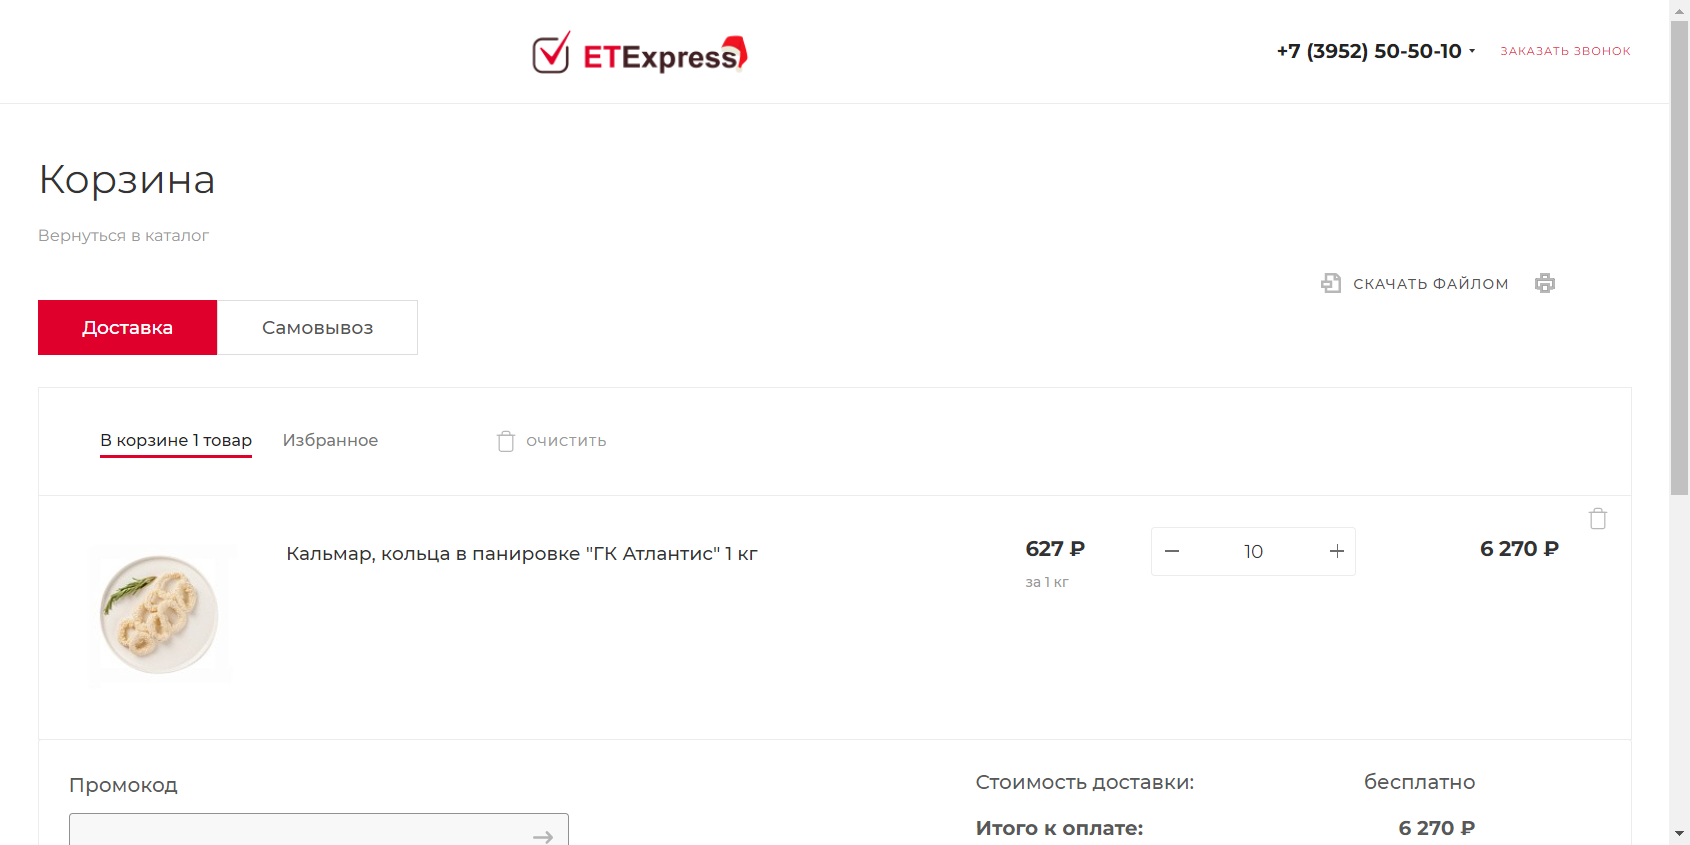 ETExpress
+7 (3952) 50-50-10
ЗАКАЗАТЬ ЗВОНОК
Корзина
Вернуться в каталог
СКАЧАТЬ ФАЙЛОМ
Доставка
Самовывоз
В корзине 1 товар
Избранное
ОЧИСТИТЬ
Кальмар, кольца в панировке "ГК Атлантис" 1 кг
627 ₽
за 1 кг
10
6 270 ₽
Промокод
Стоимость доставки:
бесплатно
Итого к оплате:
6 270 ₽